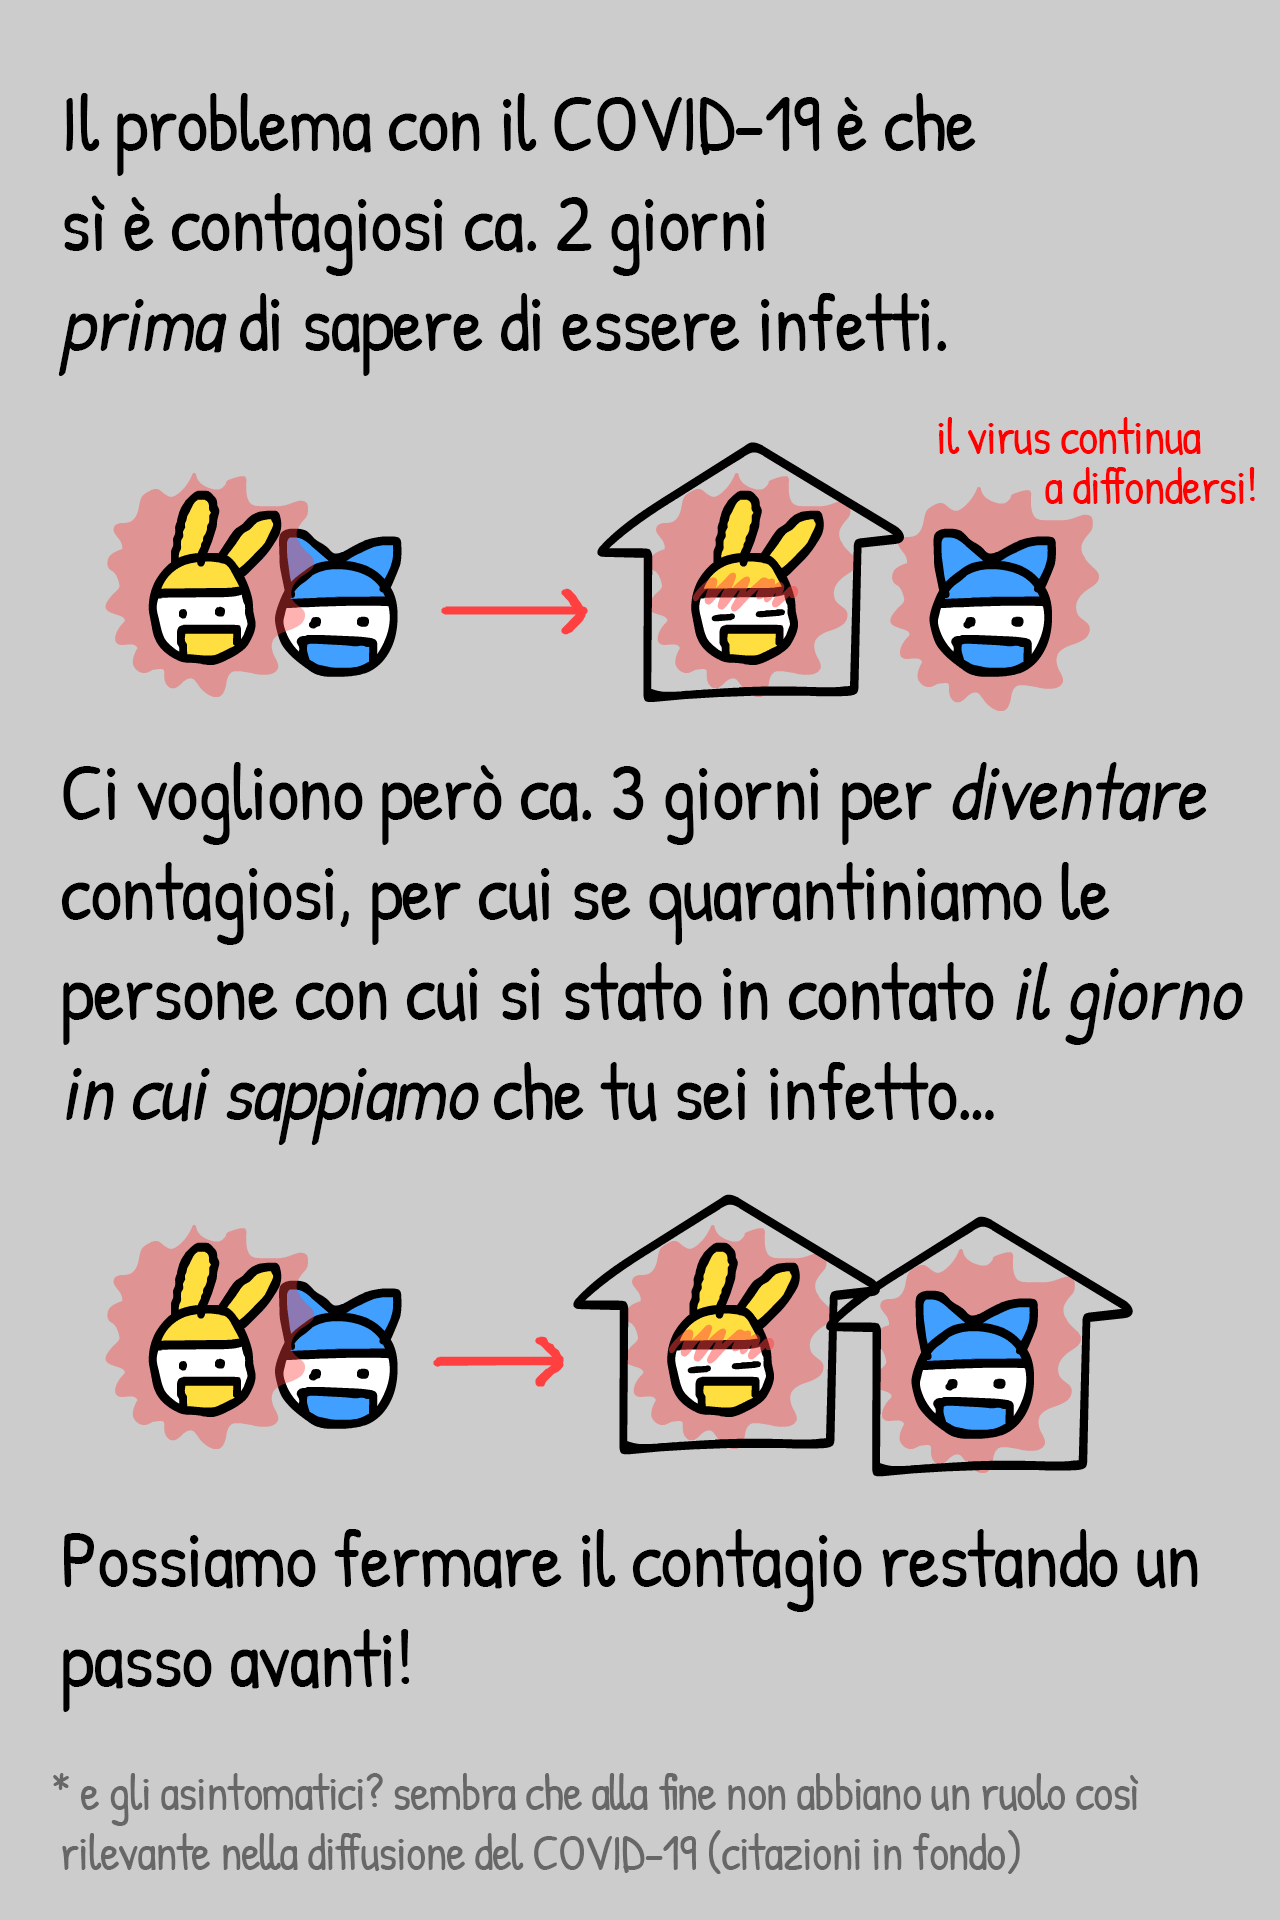 Il problema con il COVID-19 è che
sì è contagiosi ca. 2 giorni
prima di sapere di essere infetti.
il virus continua
a diffondersi!
Ci vogliono però ca. 3 giorni per diventare
contagiosi, per cui se quarantiniamo le
persone con cui si stato in contato il giorno
in cui sappiamo che tu sei infetto...
Possiamo fermare il contagio restando un
passo avanti!
* e gli asintomatici? sembra che alla fine non abbiano un ruolo così
rilevante nella diffusione del COVID-19 (citazioni in fondo)